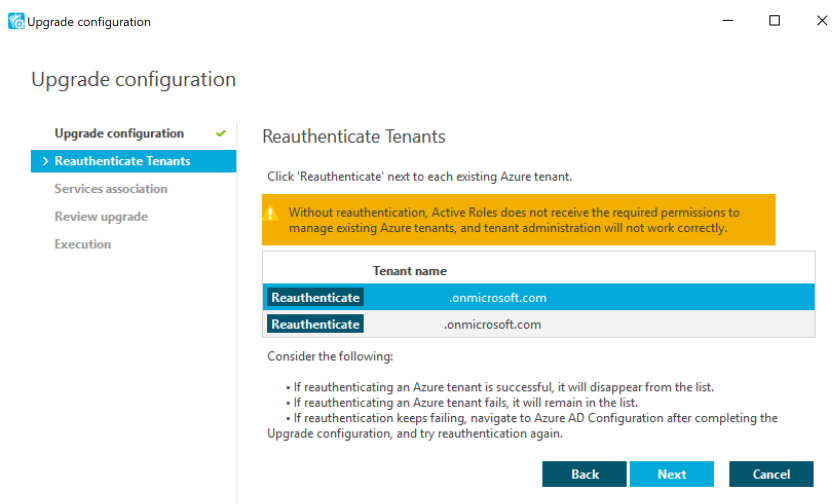 Upgrade configuration
Upgrade configuration
Upgrade configuration
Reauthenticate Tenants
Services association
Review upgrade
Execution
Reauthenticate Tenants
Click 'Reauthenticate' next to each existing Azure tenant.
Without reauthentication, Active Roles does not receive the required permissions to
manage existing Azure tenants, and tenant administration will not work correctly.
Tenant name
Reauthenticate .onmicrosoft.com
Reauthenticate .onmicrosoft.com
Consider the following:
• If reauthenticating an Azure tenant is successful, it will disappear from the list.
• If reauthenticating an Azure tenant fails, it will remain in the list.
• If reauthentication keeps failing, navigate to Azure AD Configuration after completing the
Upgrade configuration, and try reauthentication again.
Back Next Cancel